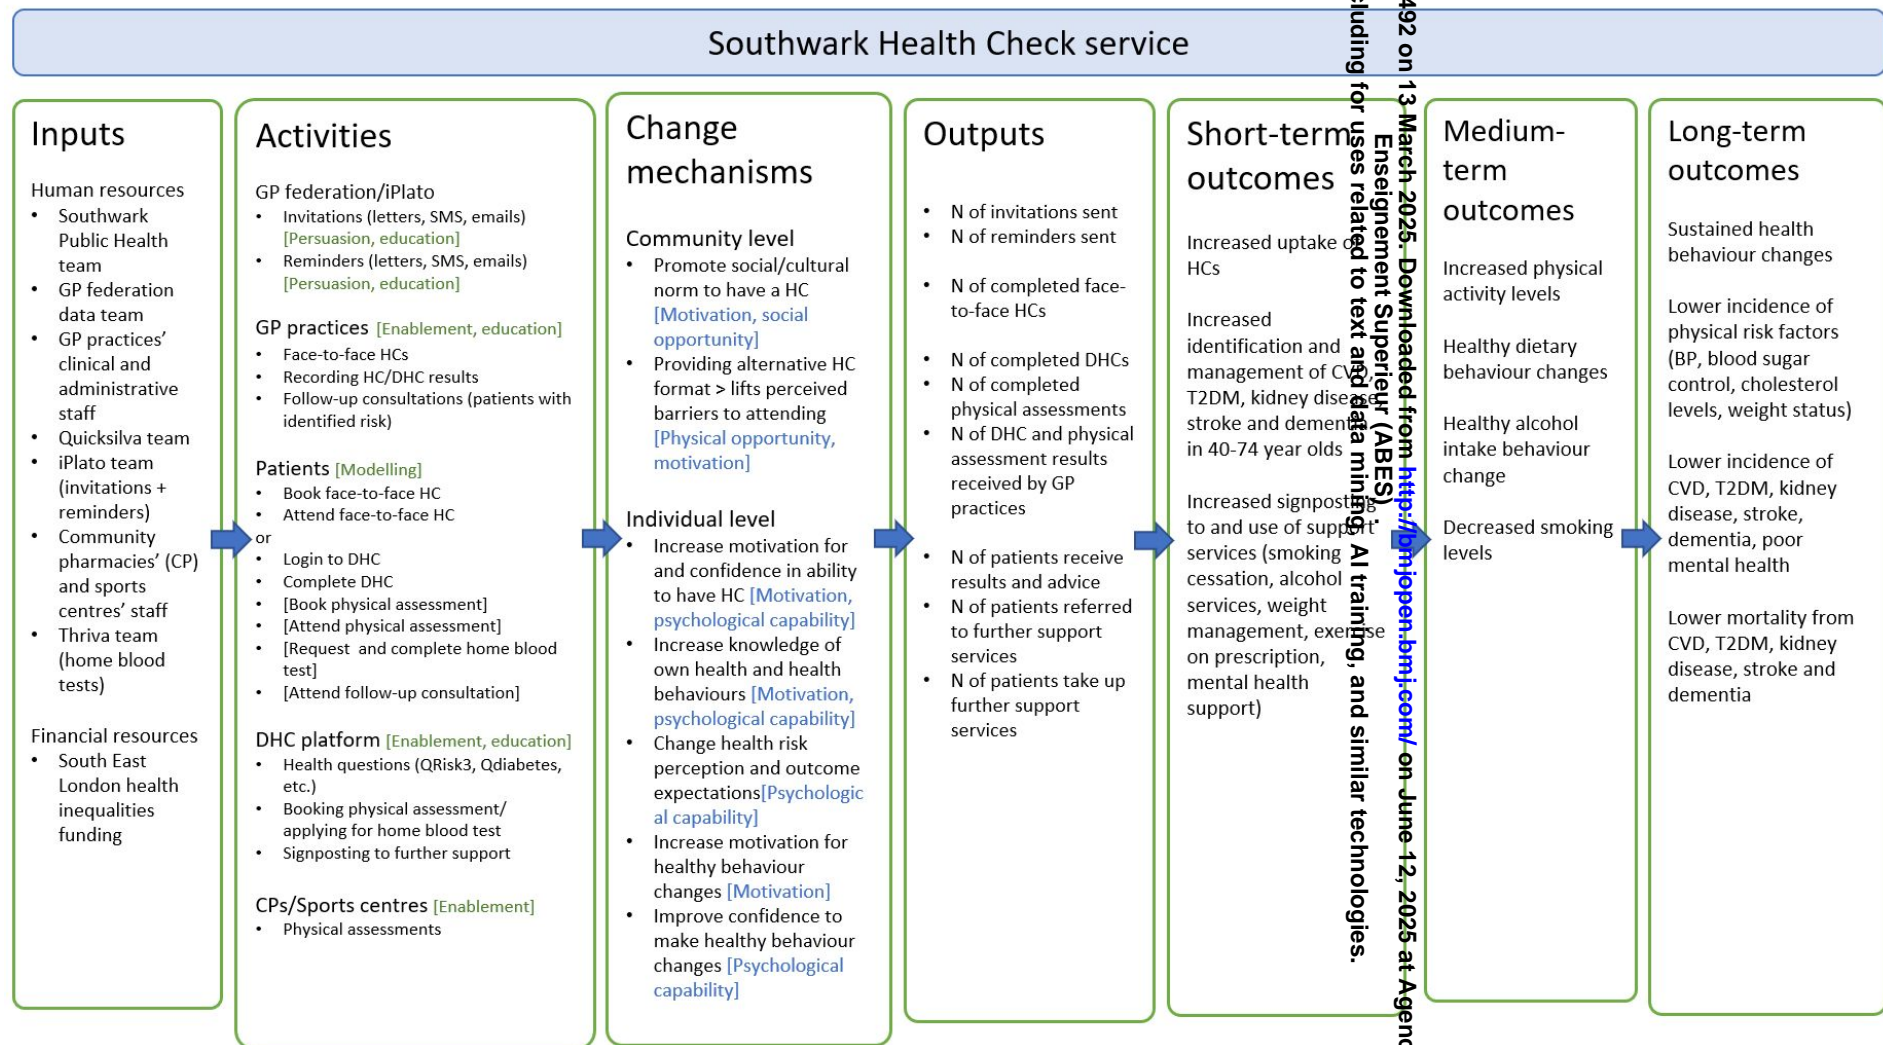 Southwark Health Check service
Inputs
Human resources
• Southwark
Public Health
team
• GP federation
data team
• GP practices’
clinical and
administrative
staff
• Quicksilva team
• iPlato team
(invitations +
reminders)
• Community
pharmacies’ (CP)
and sports
centres’ staff
• Thriva team
(home blood
tests)
Financial resources
• South East
London health
inequalities
funding
Activities
GP federation/iPlato
• Invitations (letters, SMS, emails)
[Persuasion, education]
• Reminders (letters, SMS, emails)
[Persuasion, education]
GP practices [Enablement, education]
• Face-to-face HCs
• Recording HC/DHC results
• Follow-up consultations (patients with
identified risk)
Patients [Modelling]
• Book face-to-face HC
• Attend face-to-face HC
or
• Login to DHC
• Complete DHC
• [Book physical assessment]
• [Attend physical assessment]
• [Request and complete home blood
test]
• [Attend follow-up consultation]
DHC platform [Enablement, education]
• Health questions (QRisk3, Qdiabetes,
etc.)
• Booking physical assessment/
applying for home blood test
• Signposting to further support
CPs/Sports centres [Enablement]
• Physical assessments
Change
mechanisms
Community level
• Promote social/cultural
norm to have a HC
[Motivation, social
opportunity]
• Providing alternative HC
format > lifts perceived
barriers to attending
[Physical opportunity,
motivation]
Individual level
• Increase motivation for
and confidence in ability
to have HC [Motivation,
psychological capability]
• Increase knowledge of
own health and health
behaviours [Motivation,
psychological capability]
• Change health risk
perception and outcome
expectations[Psychologic
al capability]
• Increase motivation for
healthy behaviour
changes [Motivation]
• Improve confidence to
make healthy behaviour
changes [Psychological
capability]
Outputs
• N of invitations sent
• N of reminders sent
• N of completed face-
to-face HCs
• N of completed DHCs
• N of completed
physical assessments
• N of DHC and physical
assessment results
received by GP
practices
• N of patients receive
results and advice
• N of patients referred
to further support
services
• N of patients take up
further support
services
Short-term
outcomes
Increased uptake of
HCs
Increased
identification and
management of CVD,
T2DM, kidney disease,
stroke and dementia
in 40-74 year olds
Increased signposting
to and use of support
services (smoking
cessation, alcohol
services, weight
management, exercise
on prescription,
mental health
support)
Medium-
term
outcomes
Increased physical
activity levels
Healthy dietary
behaviour changes
Healthy alcohol
intake behaviour
change
Decreased smoking
levels
Long-term
outcomes
Sustained health
behaviour changes
Lower incidence of
physical risk factors
(BP, blood sugar
control, cholesterol
levels, weight status)
Lower incidence of
CVD, T2DM, kidney
disease, stroke,
dementia, poor
mental health
Lower mortality from
CVD, T2DM, kidney
disease, stroke and
dementia
492 on 13 March 2025. Downloaded from http://bmjopen.bmj.com/ on June 12, 2025 at Agenc
Enseignement Superieur (ABES) .
cluding for uses related to text and data mining, AI training, and similar technologies.